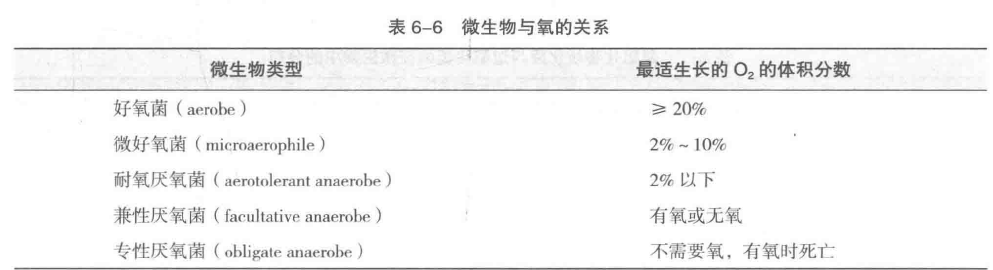 表 6-6 微生物与氧的关系
微生物类型 最适生长的 O₂ 的体积分数
好氧菌（aerobe） ≥ 20%
微好氧菌（microaerophile） 2% ~ 10%
耐氧厌氧菌（aerotolerant anaerobe） 2% 以下
兼性厌氧菌（facultative anaerobe） 有氧或无氧
专性厌氧菌（obligate anaerobe） 不需要氧，有氧时死亡